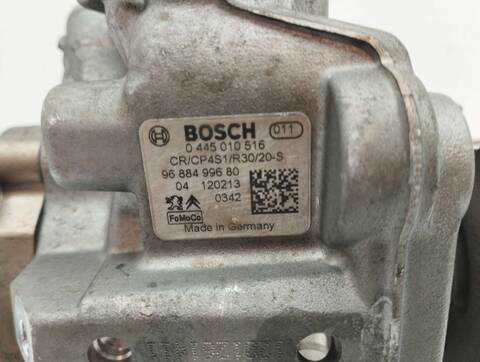 BOSCH 011
0 445 010 516
CR/CP4S1/R30/20-S
96 884 996 80
04 120213
0342
FoMoCo
Made in Germany